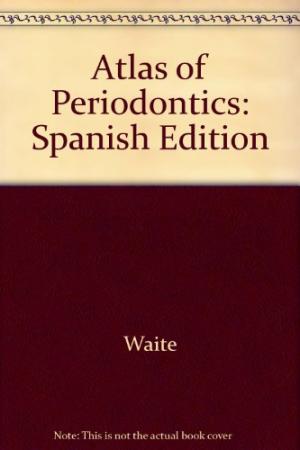 Atlas of
Periodontics:
Spanish Edition
Waite
Note: This is not the actual book cover